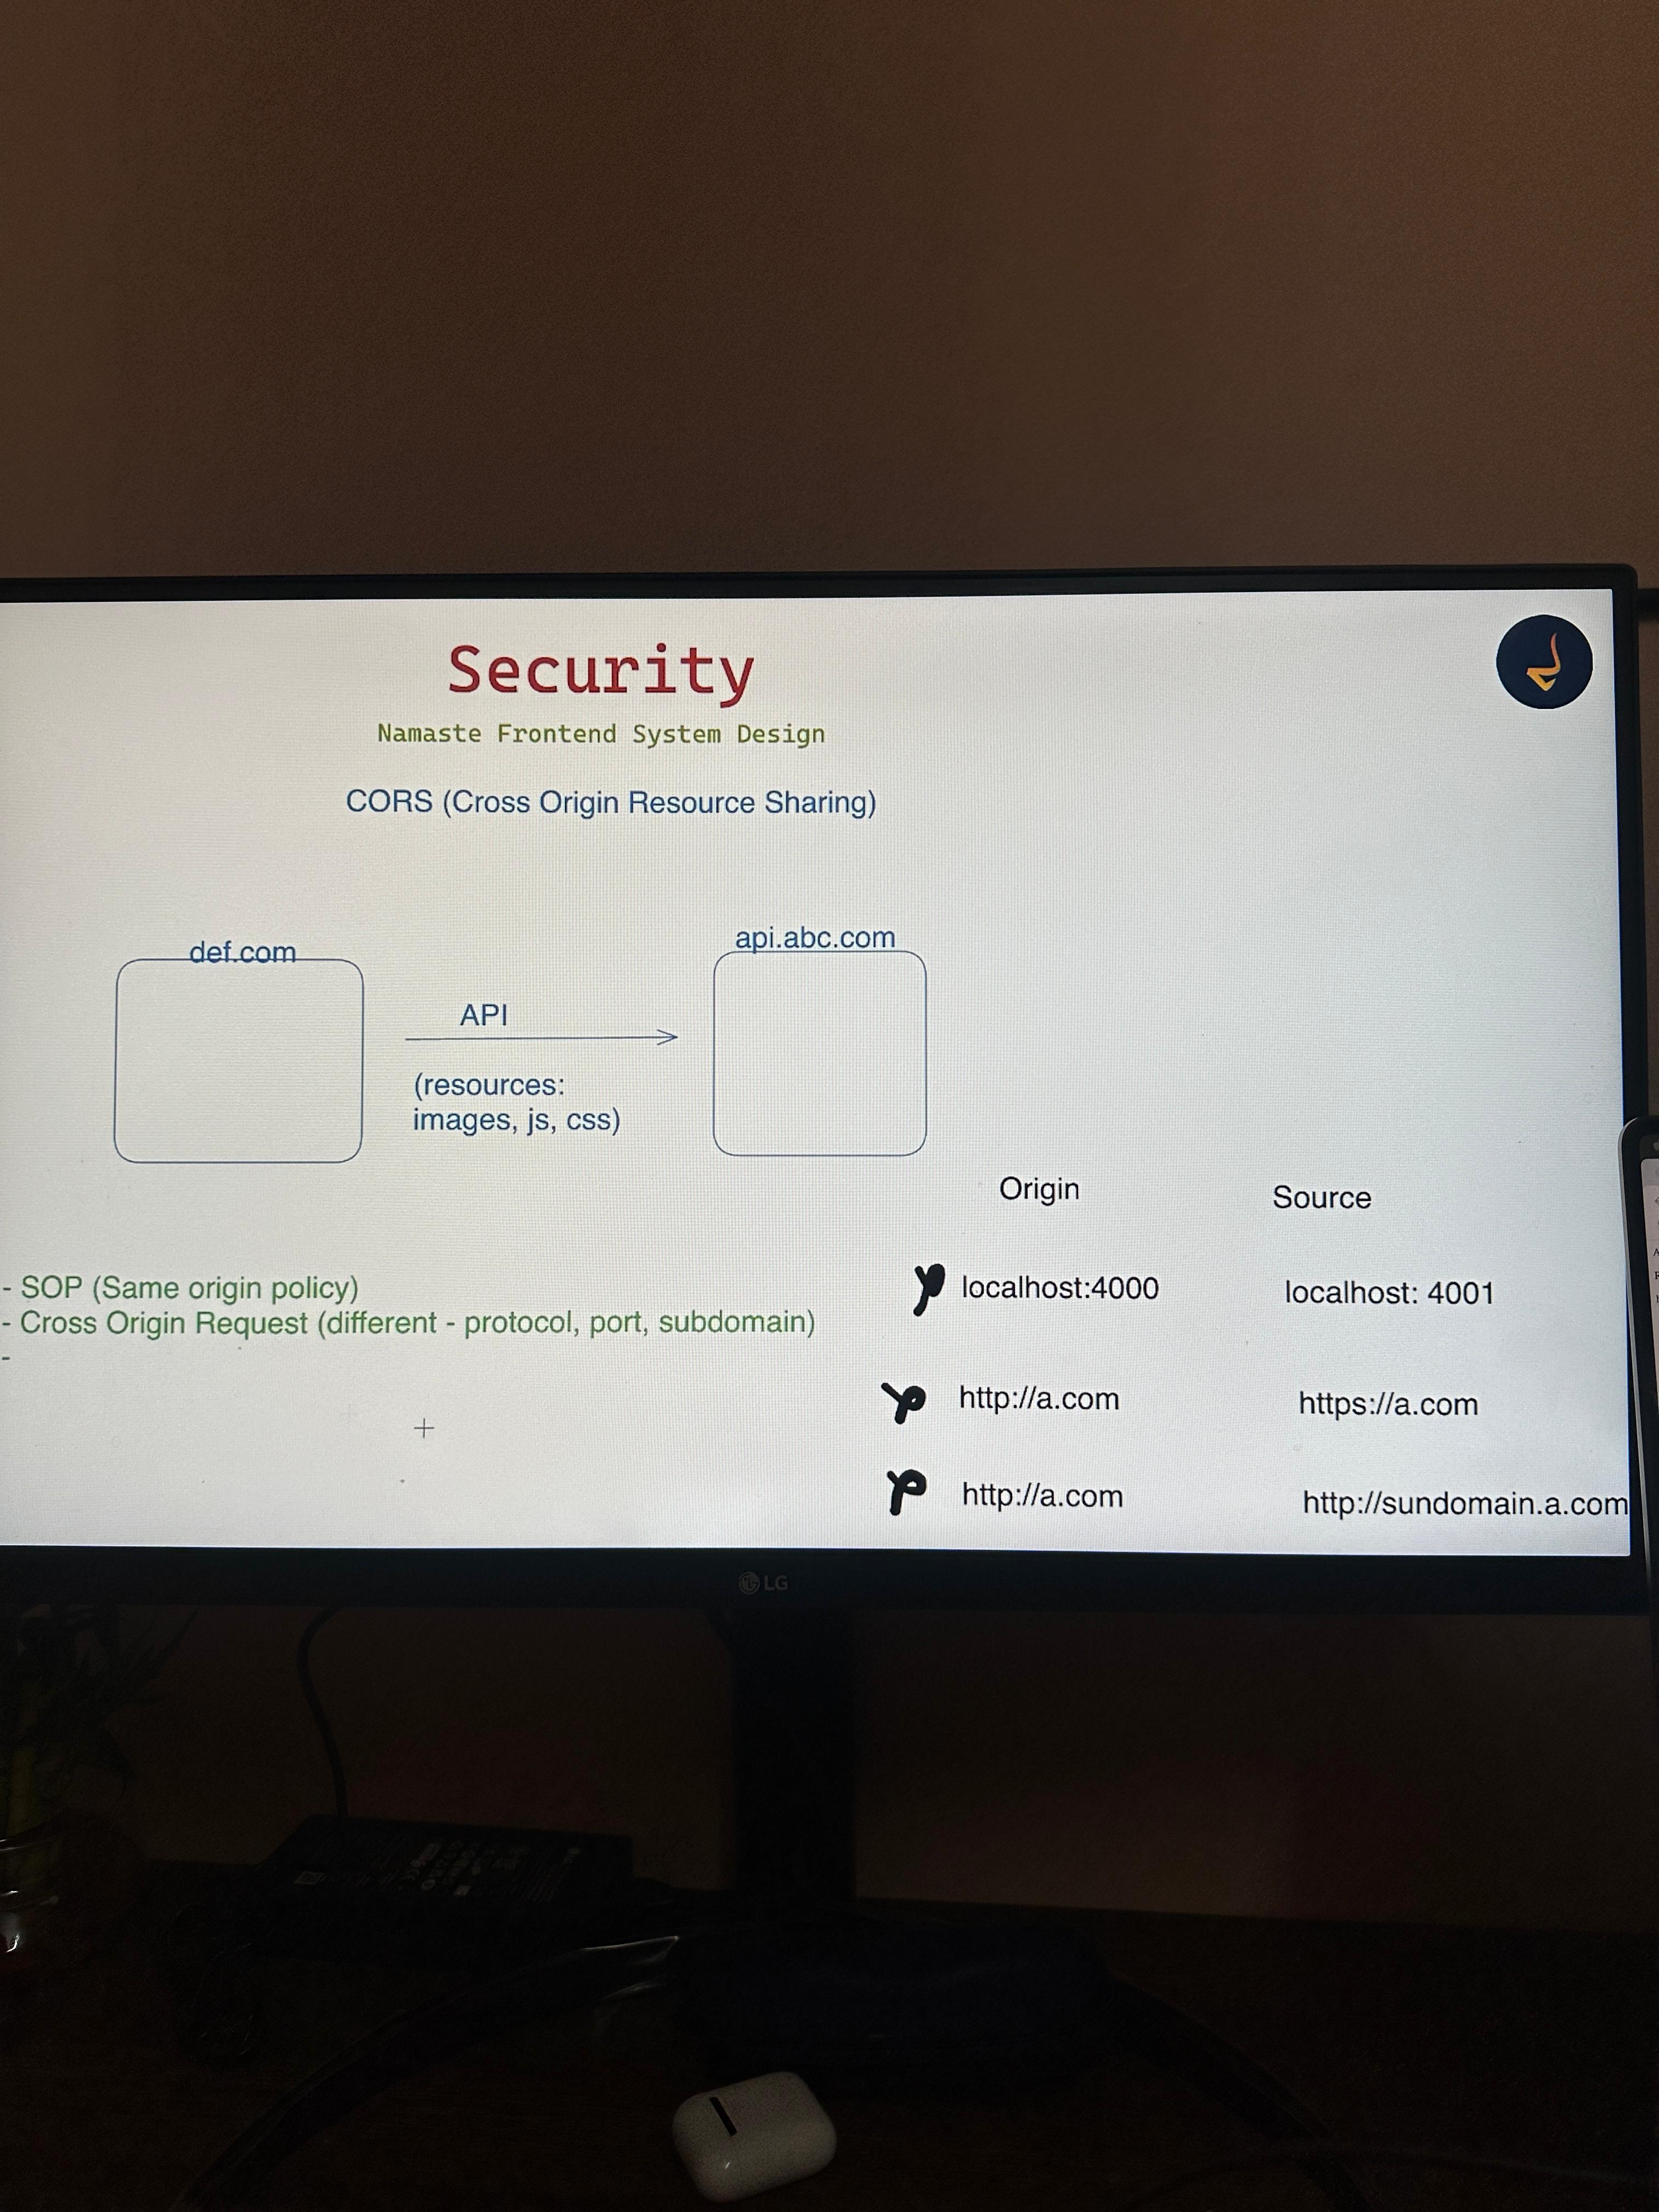 Security
Namaste Frontend System Design
CORS (Cross Origin Resource Sharing)
def.com
api.abc.com
API
(resources:
images, js, css)
Origin
Source
- SOP (Same origin policy)
- Cross Origin Request (different - protocol, port, subdomain)
-
localhost:4000
localhost: 4001
http://a.com
https://a.com
http://a.com
http://sundomain.a.com
LG